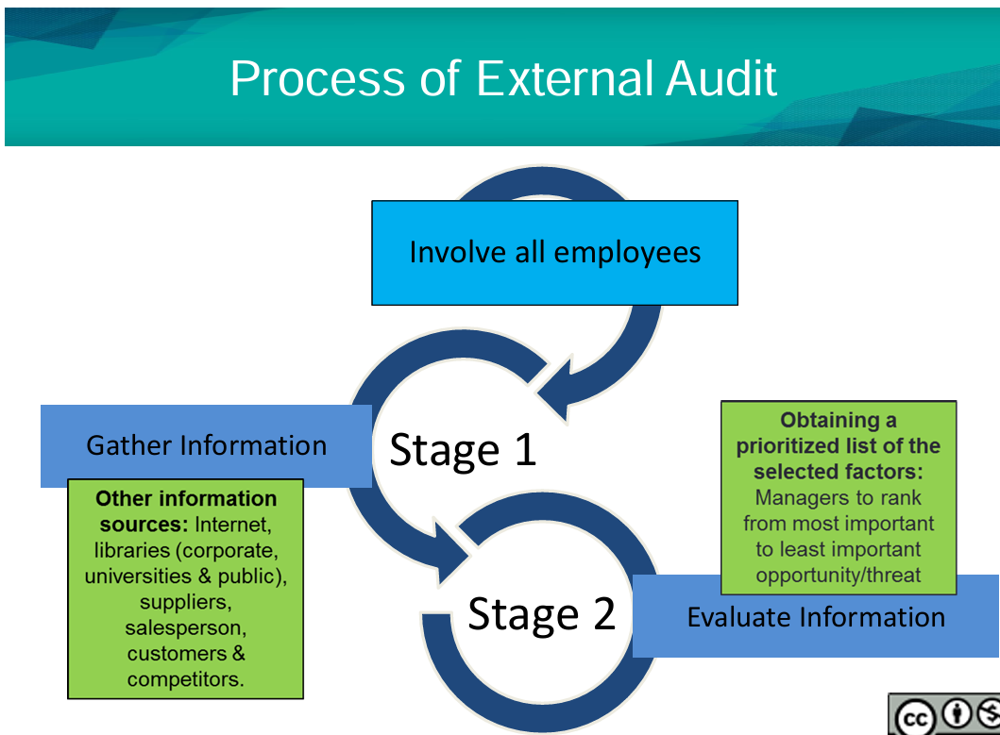 Process of External Audit
Involve all employees
Gather Information
Stage 1
Other information
sources: Internet,
libraries (corporate,
universities & public),
suppliers,
salesperson,
customers &
competitors.
Obtaining a
prioritized list of the
selected factors:
Managers to rank
from most important
to least important
opportunity/threat
Stage 2
Evaluate Information
cc